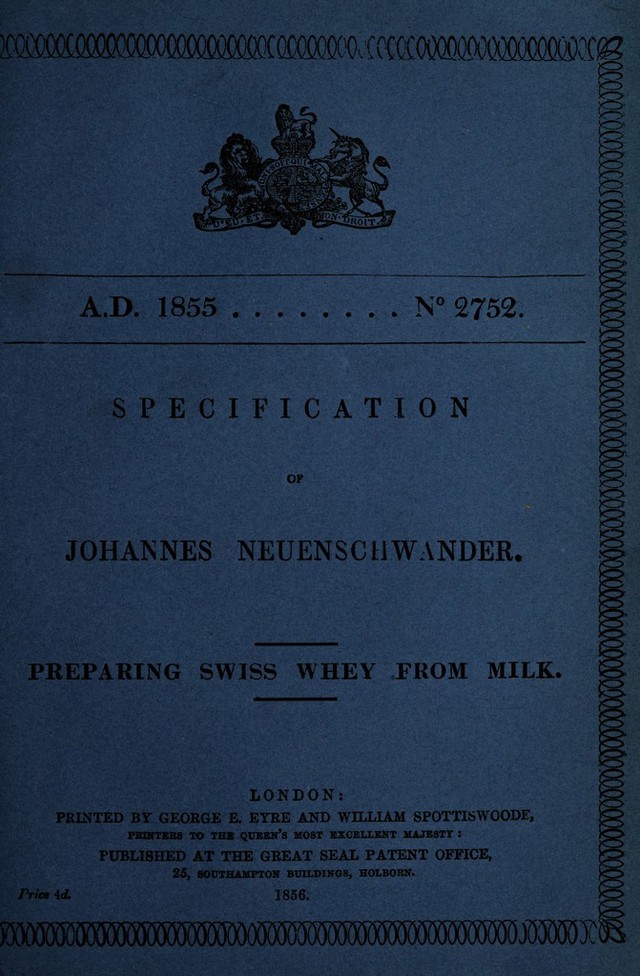 A.D. 1855 . . . . . . . . . Nº 2752.
SPECIFICATION
OF
JOHANNES NEUENSCHWANDER.
PREPARING SWISS WHEY FROM MILK.
LONDON:
PRINTED BY GEORGE E. EYRE AND WILLIAM SPOTTISWOODE,
PRINTERS TO THE QUEEN'S MOST EXCELLENT MAJESTY:
PUBLISHED AT THE GREAT SEAL PATENT OFFICE,
25, SOUTHAMPTON BUILDINGS, HOLBORN.
Price 4d.
1856.